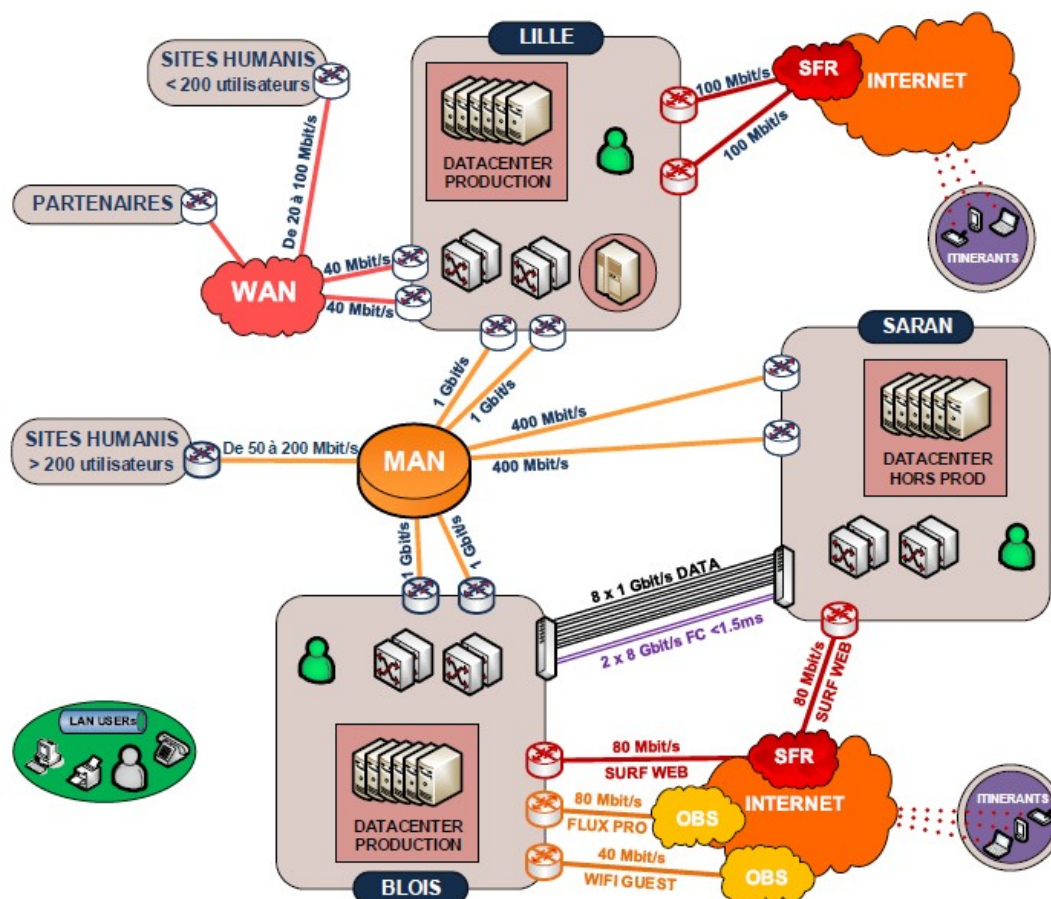 LILLE
SITES HUMANIS
< 200 utilisateurs
DATACENTER
PRODUCTION
100 Mbit/s
100 Mbit/s
SFR
INTERNET
ITINERANTS
PARTENAIRES
De 20 à 100 Mbit/s
WAN
40 Mbit/s
40 Mbit/s
SARAN
DATACENTER
HORS PROD
1 Gbit/s
1 Gbit/s
400 Mbit/s
400 Mbit/s
SITES HUMANIS
> 200 utilisateurs
De 50 à 200 Mbit/s
MAN
1 Gbit/s
1 Gbit/s
8 x 1 Gbit/s DATA
2 x 8 Gbit/s FC <1.5ms
80 Mbit/s
SURF WEB
LAN USERs
DATACENTER
PRODUCTION
BLOIS
80 Mbit/s
SURF WEB
SFR
INTERNET
80 Mbit/s
FLUX PRO
OBS
40 Mbit/s
WIFI GUEST
OBS
ITINERANTS